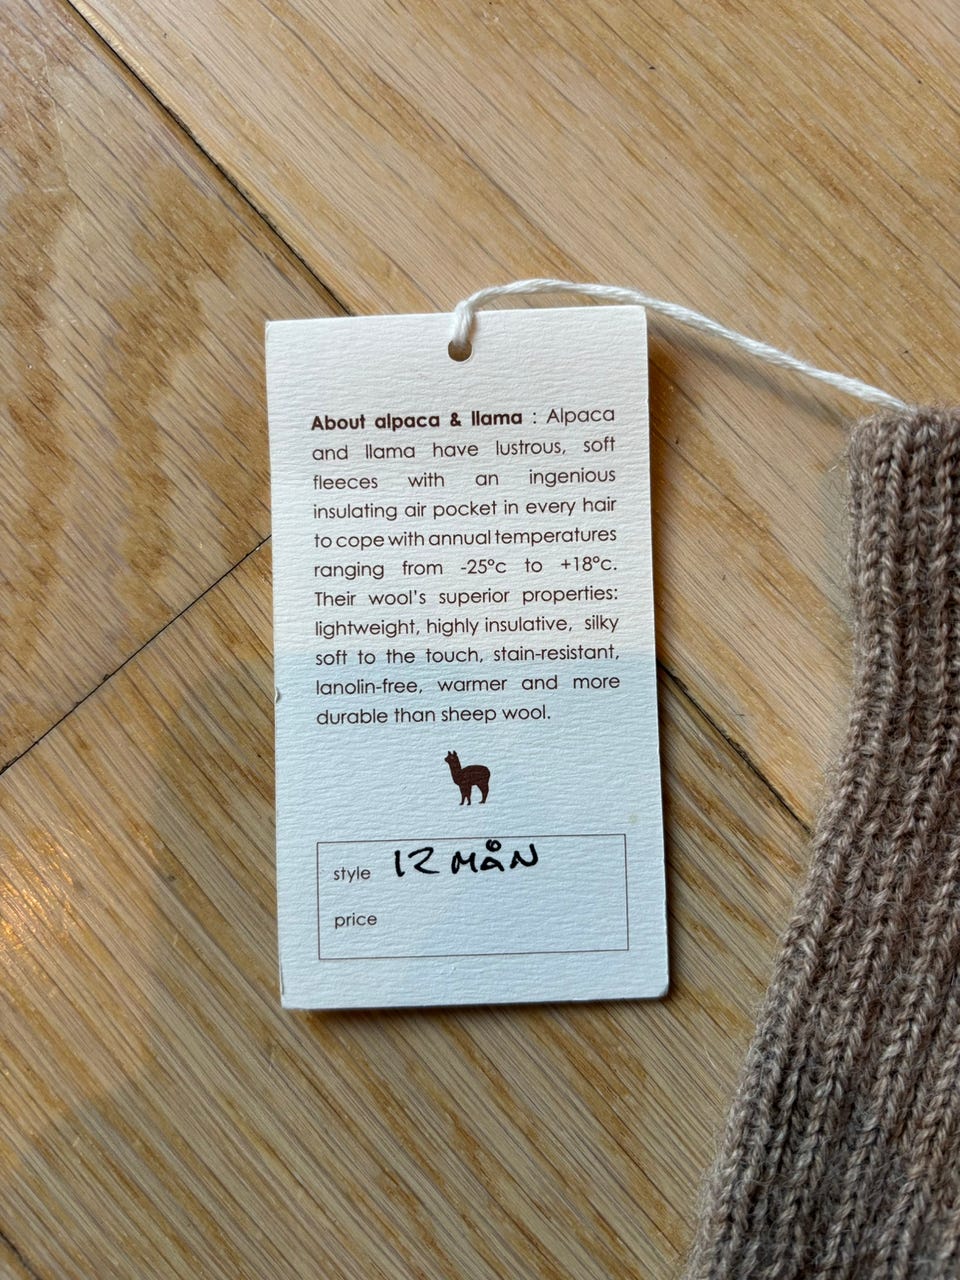 About alpaca & llama : Alpaca
and llama have lustrous, soft
fleeces with an ingenious
insulating air pocket in every hair
to cope with annual temperatures
ranging from -25°c to +18°c.
Their wool's superior properties:
lightweight, highly insulative, silky
soft to the touch, stain-resistant,
lanolin-free, warmer and more
durable than sheep wool.
style 12 MÅN
price